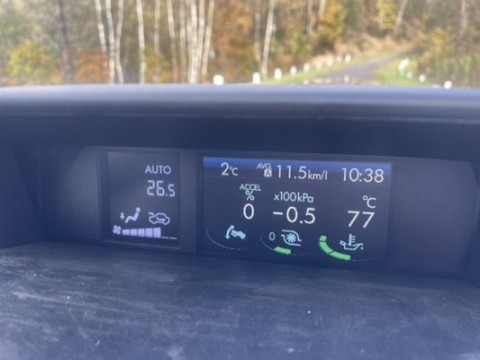 AUTO
26.5
2°C AVG. A 11.5km/l 10:38
ACCEL % x100kPa °C
0 -0.5 77
0